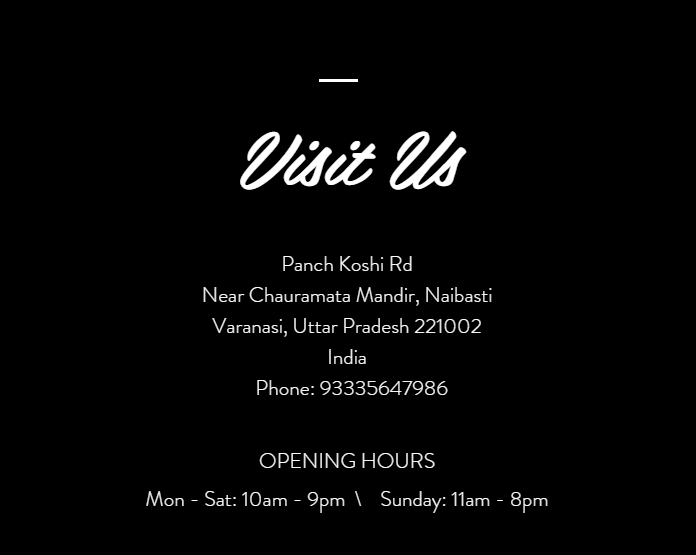 Visit Us
Panch Koshi Rd
Near Chauramata Mandir, Naibasti
Varanasi, Uttar Pradesh 221002
India
Phone: 93335647986
OPENING HOURS
Mon - Sat: 10am - 9pm \ Sunday: 11am - 8pm